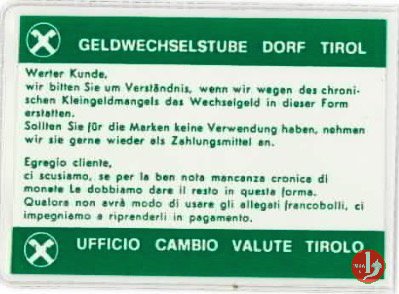 GELDWECHSELSTUBE DORF TIROL
Werter Kunde,
wir bitten Sie um Verständnis, wenn wir wegen des chroni-
schen Kleingeldmangels das Wechselgeld in dieser Form
erstatten.
Sollten Sie für die Marken keine Verwendung haben, nehmen
wir sie gerne wieder als Zahlungsmittel an.
Egregio cliente,
ci scusiamo, se per la ben nota mancanza cronica di
monete Le dobbiamo dare il resto in questa forma.
Qualora non avrà modo di usare gli allegati francobolli, ci
impegniamo a riprenderli in pagamento.
UFFICIO CAMBIO VALUTE TIROLO